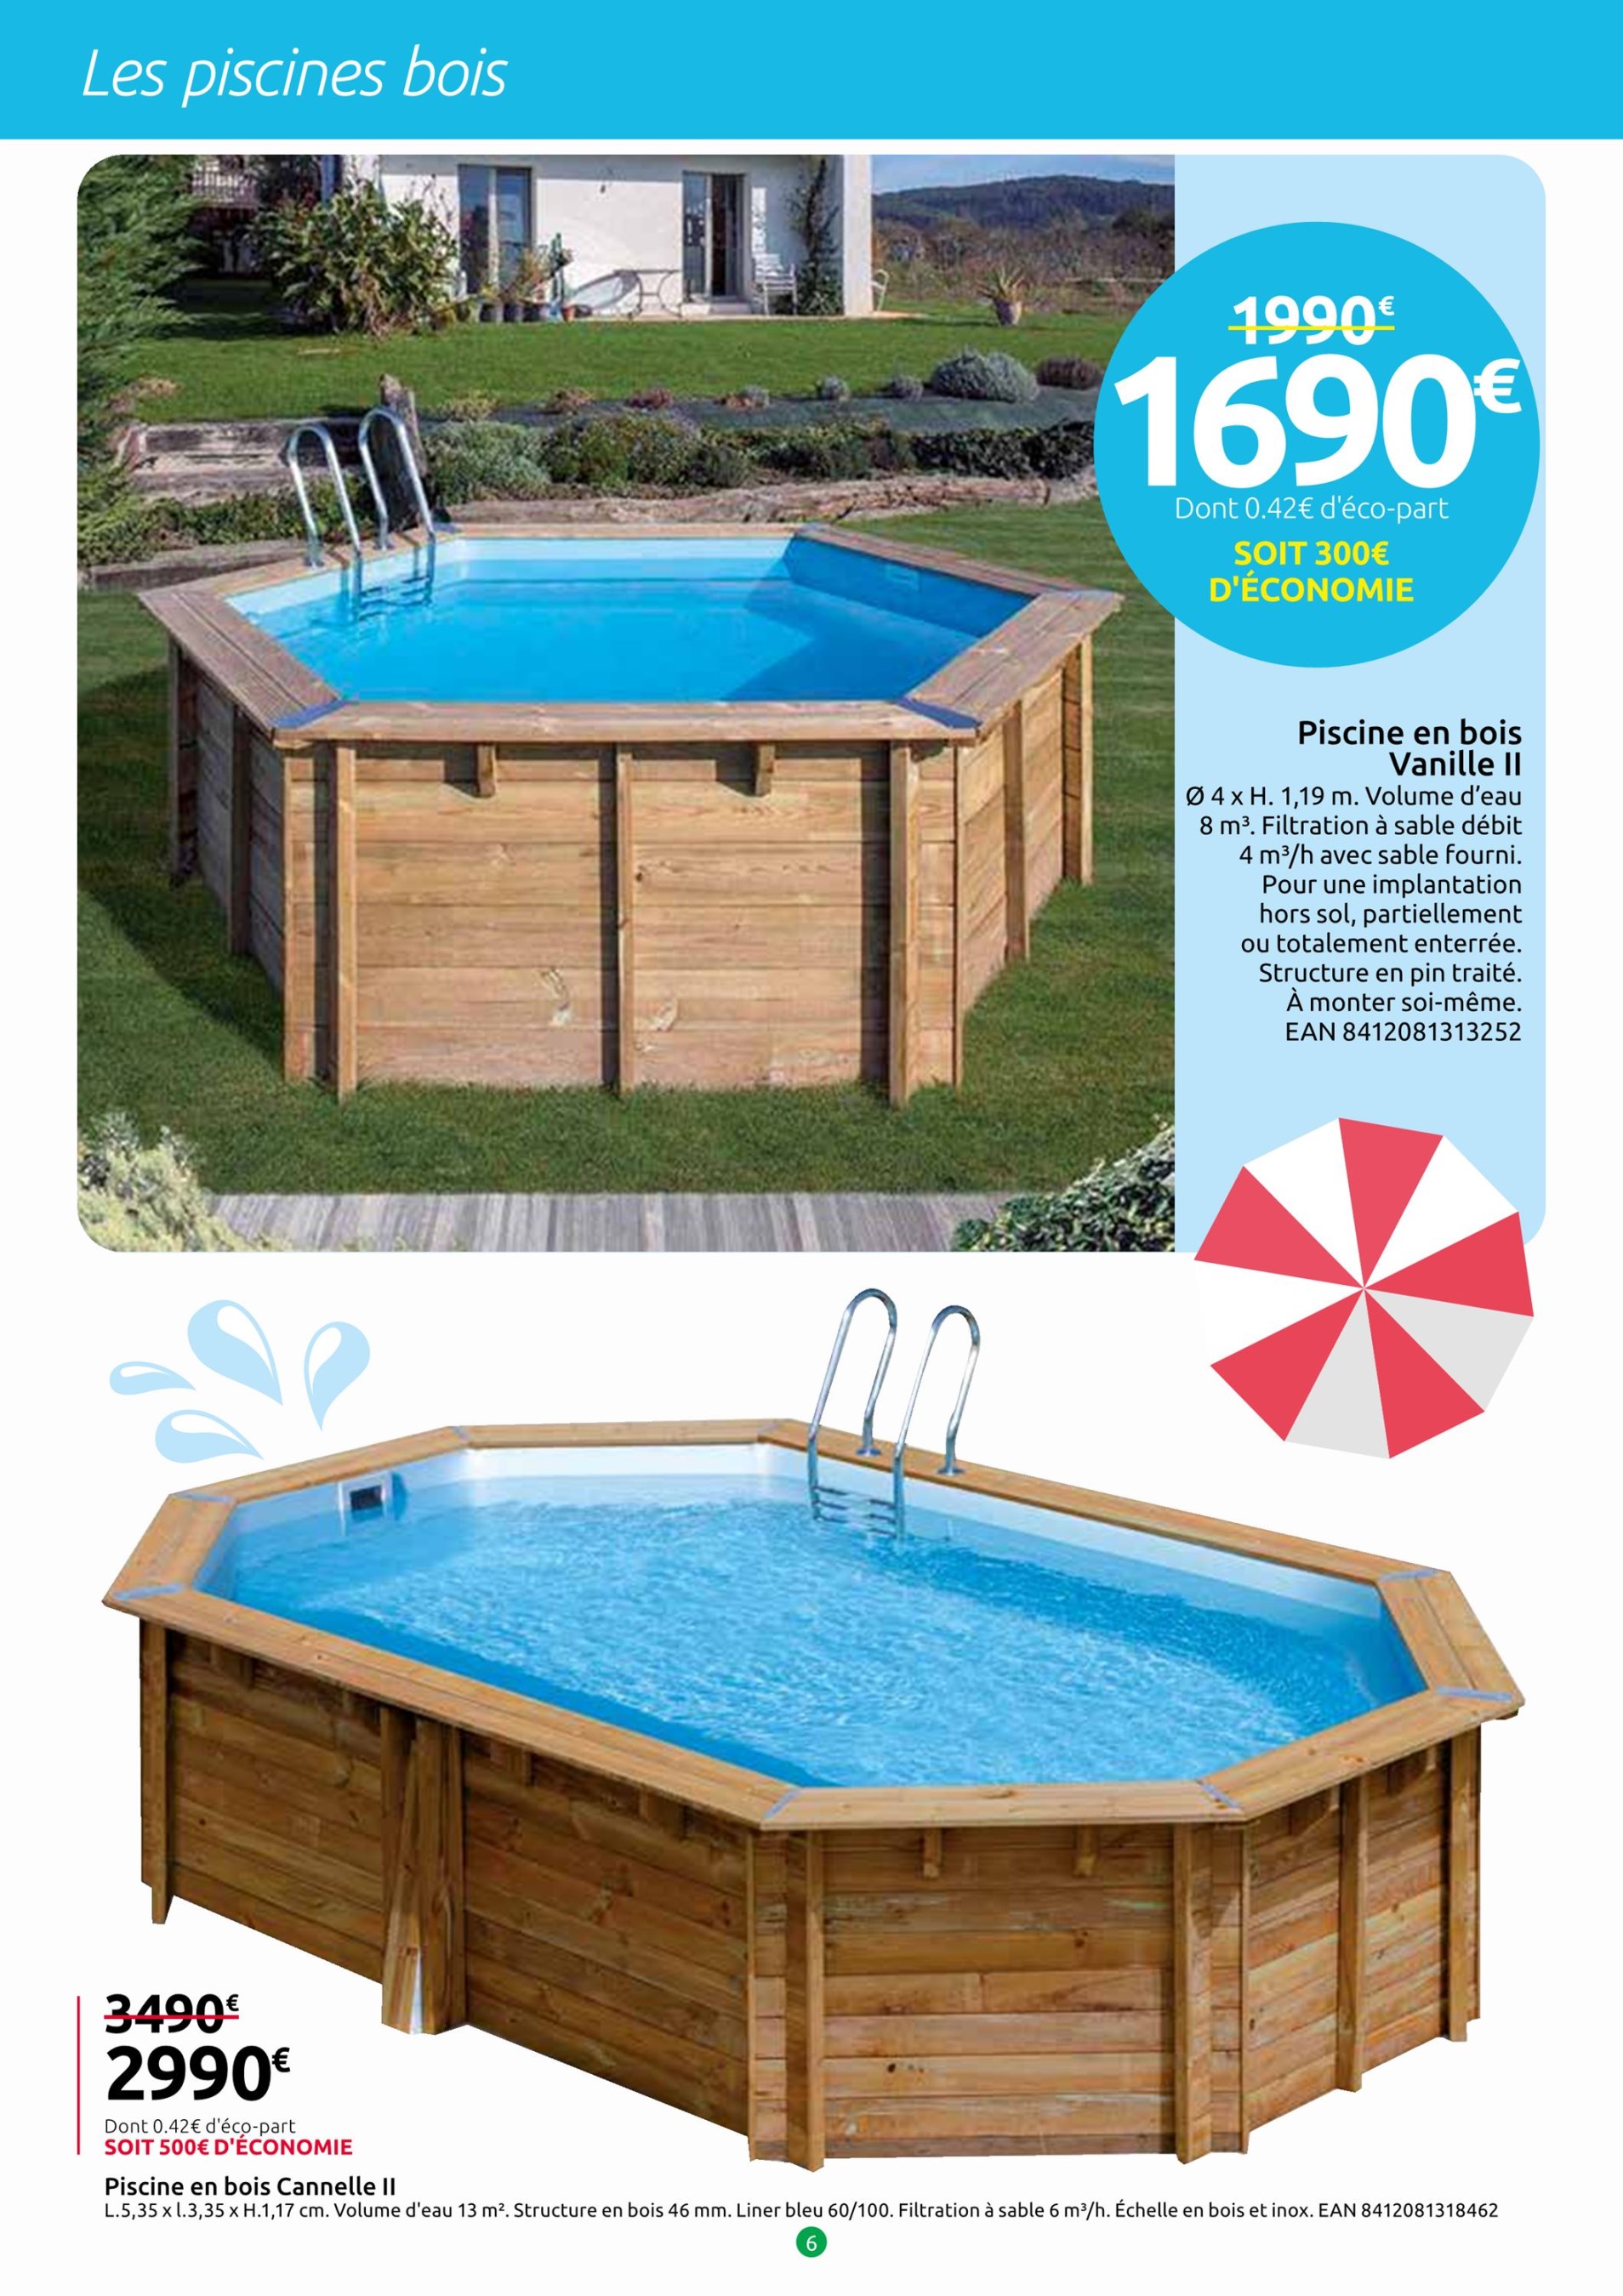 Les piscines bois
1990€
1690€
Dont 0.42€ d'éco-part
SOIT 300€
D'ÉCONOMIE
Piscine en bois
Vanille II
Ø 4 x H. 1,19 m. Volume d’eau
8 m³. Filtration à sable débit
4 m³/h avec sable fourni.
Pour une implantation
hors sol, partiellement
ou totalement enterrée.
Structure en pin traité.
À monter soi-même.
EAN 8412081313252
3490€
2990€
Dont 0.42€ d'éco-part
SOIT 500€ D'ÉCONOMIE
Piscine en bois Cannelle II
L.5,35 x l.3,35 x H.1,17 cm. Volume d'eau 13 m². Structure en bois 46 mm. Liner bleu 60/100. Filtration à sable 6 m³/h. Échelle en bois et inox. EAN 8412081318462
6